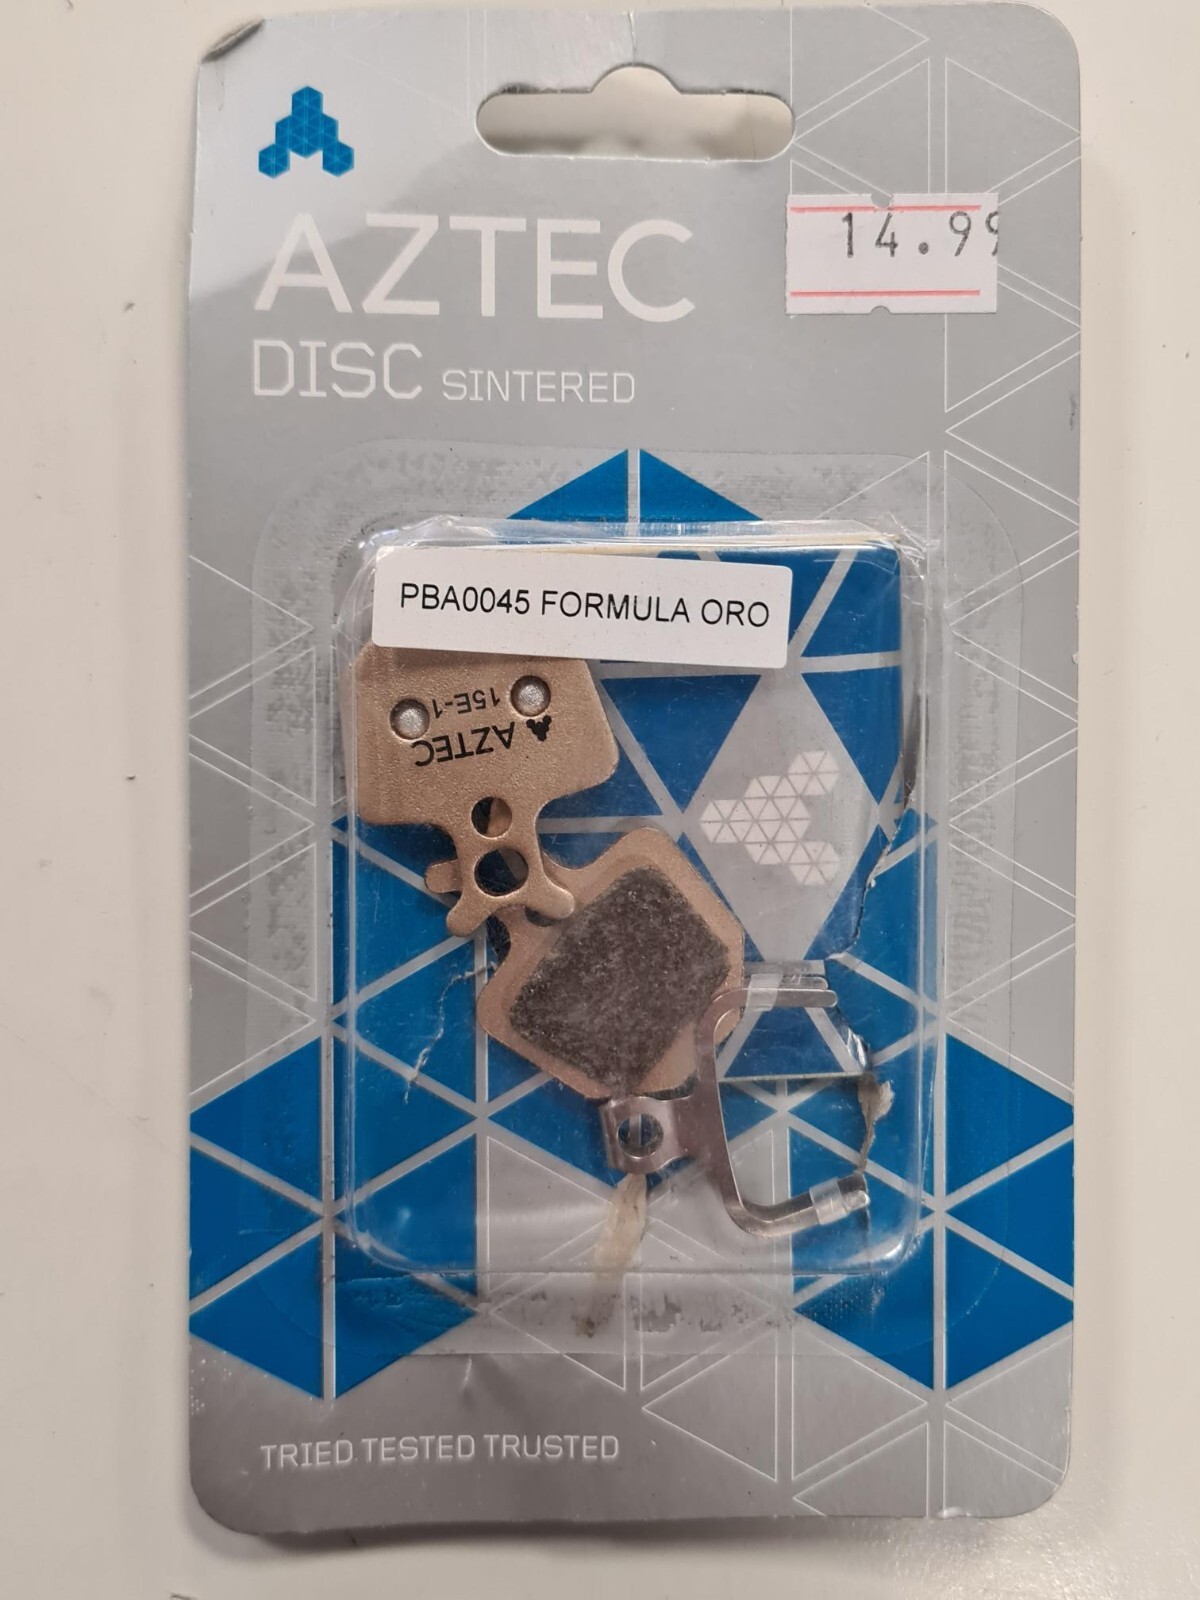 AZTEC
14.99
DISC SINTERED
PBA0045 FORMULA ORO
15E-1
AZTEC
TRIED TESTED TRUSTED